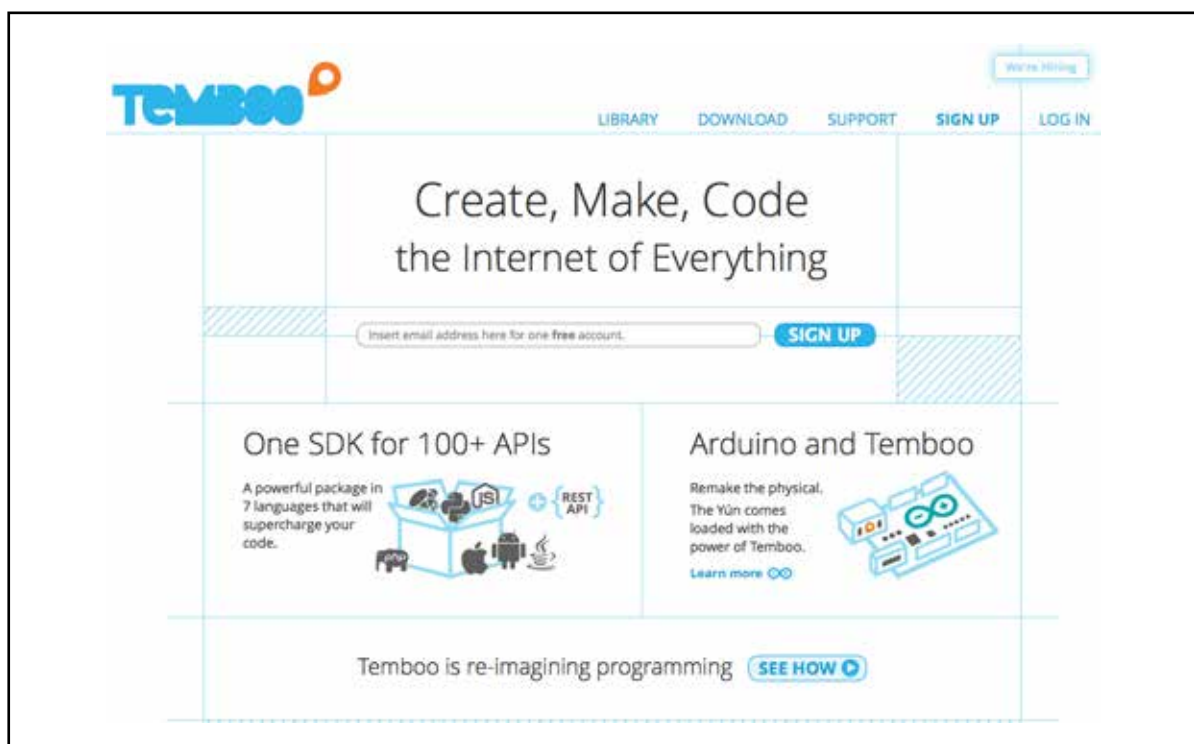 TEMBOO
We're Hiring
LIBRARY DOWNLOAD SUPPORT SIGN UP LOG IN
Create, Make, Code
the Internet of Everything
Insert email address here for one free account.
SIGN UP
One SDK for 100+ APIs
A powerful package in
7 languages that will
supercharge your
code.
JS
+ {REST
API}
php
Arduino and Temboo
Remake the physical.
The Yún comes
loaded with the
power of Temboo.
Learn more
Temboo is re-imagining programming
SEE HOW